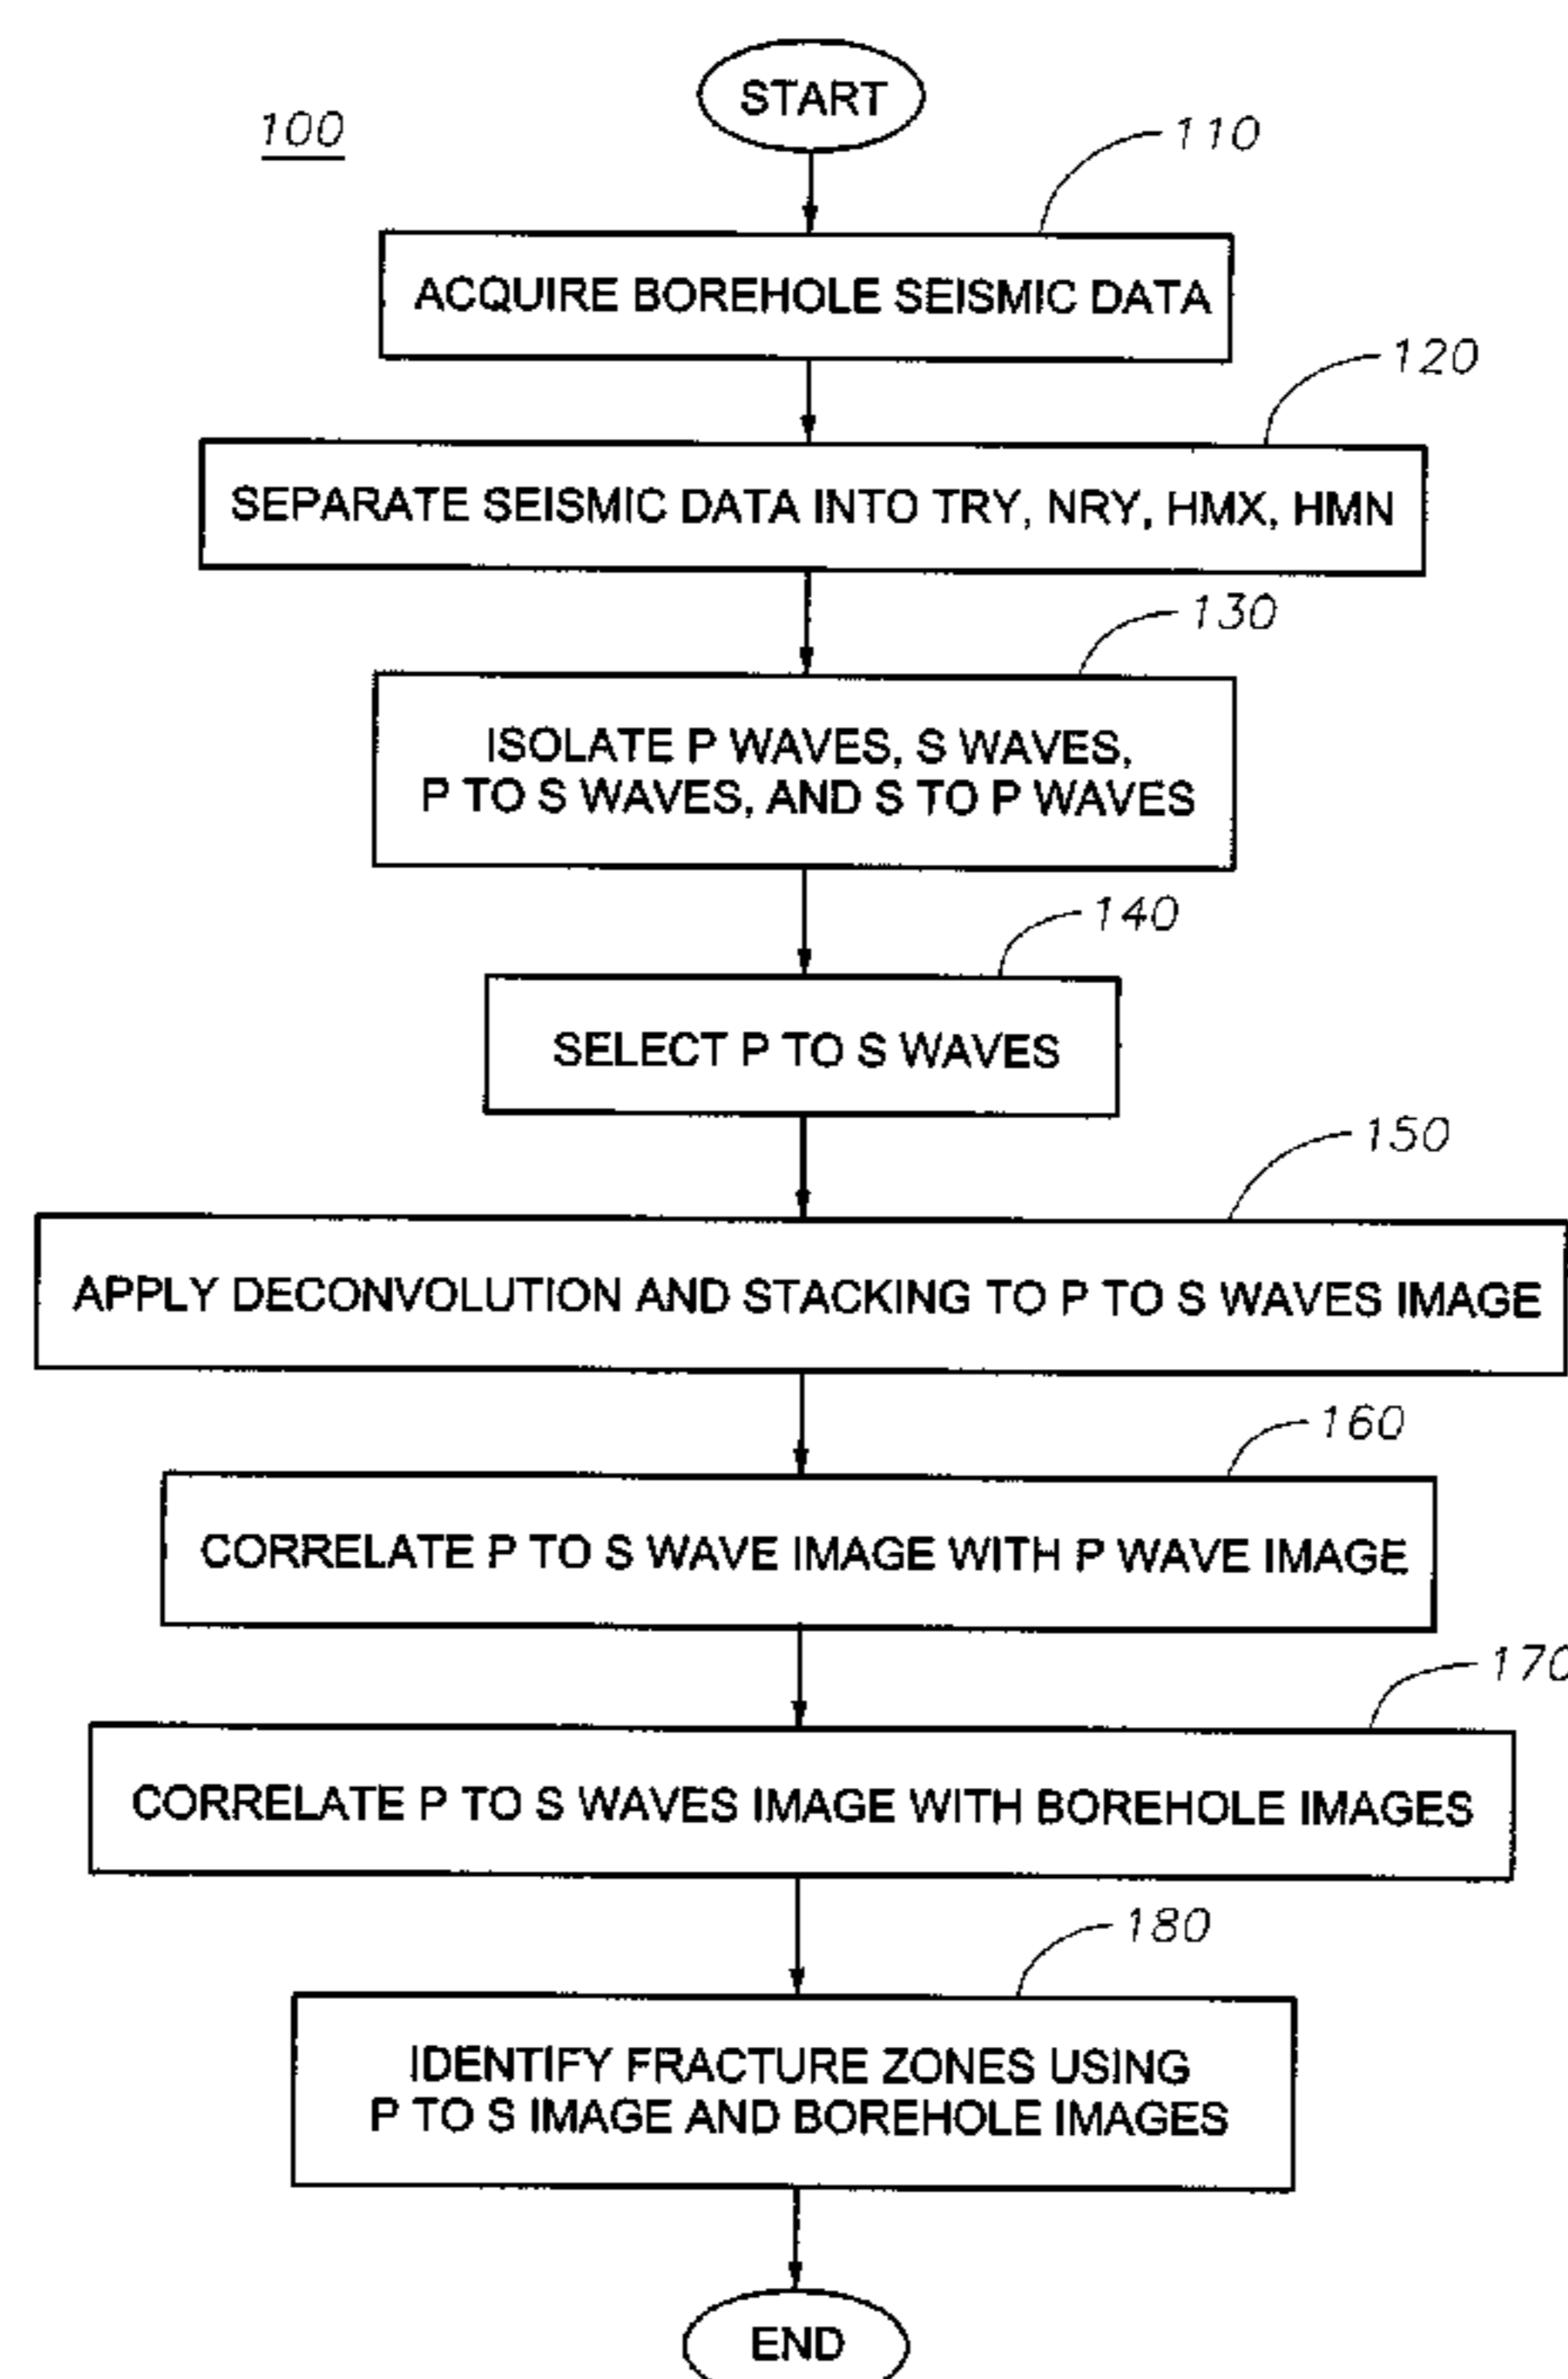 START
100
110
ACQUIRE BOREHOLE SEISMIC DATA
120
SEPARATE SEISMIC DATA INTO TRY, NRY, HMX, HMN
130
ISOLATE P WAVES, S WAVES,
P TO S WAVES, AND S TO P WAVES
140
SELECT P TO S WAVES
150
APPLY DECONVOLUTION AND STACKING TO P TO S WAVES IMAGE
160
CORRELATE P TO S WAVE IMAGE WITH P WAVE IMAGE
170
CORRELATE P TO S WAVES IMAGE WITH BOREHOLE IMAGES
180
IDENTIFY FRACTURE ZONES USING
P TO S IMAGE AND BOREHOLE IMAGES
END